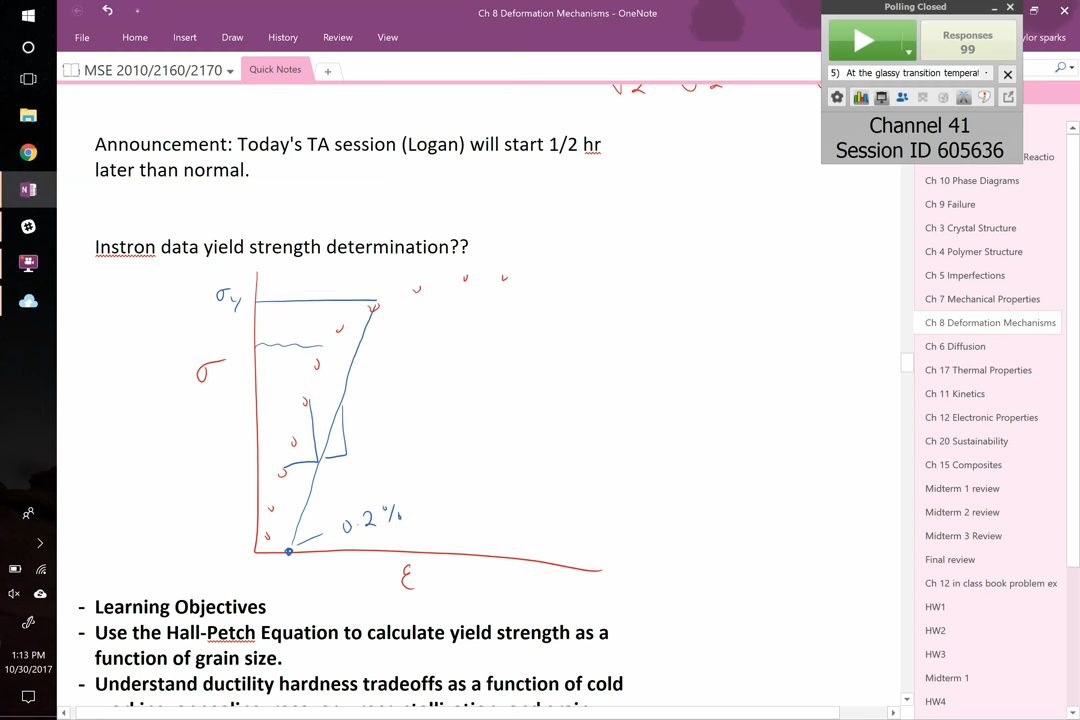 Ch 8 Deformation Mechanisms - OneNote
Polling Closed
File Home Insert Draw History Review View
Responses
99
MSE 2010/2160/2170
Quick Notes
5) At the glassy transition temperat
Channel 41
Session ID 605636
Announcement: Today's TA session (Logan) will start 1/2 hr
later than normal.
Instron data yield strength determination??
σy
σ
0.2%
ε
- Learning Objectives
- Use the Hall-Petch Equation to calculate yield strength as a
function of grain size.
- Understand ductility hardness tradeoffs as a function of cold
ylor sparks
Reactio
Ch 10 Phase Diagrams
Ch 9 Failure
Ch 3 Crystal Structure
Ch 4 Polymer Structure
Ch 5 Imperfections
Ch 7 Mechanical Properties
Ch 8 Deformation Mechanisms
Ch 6 Diffusion
Ch 17 Thermal Properties
Ch 11 Kinetics
Ch 12 Electronic Properties
Ch 20 Sustainability
Ch 15 Composites
Midterm 1 review
Midterm 2 review
Midterm 3 Review
Final review
Ch 12 in class book problem ex
HW1
HW2
HW3
Midterm 1
HW4
1:13 PM
10/30/2017